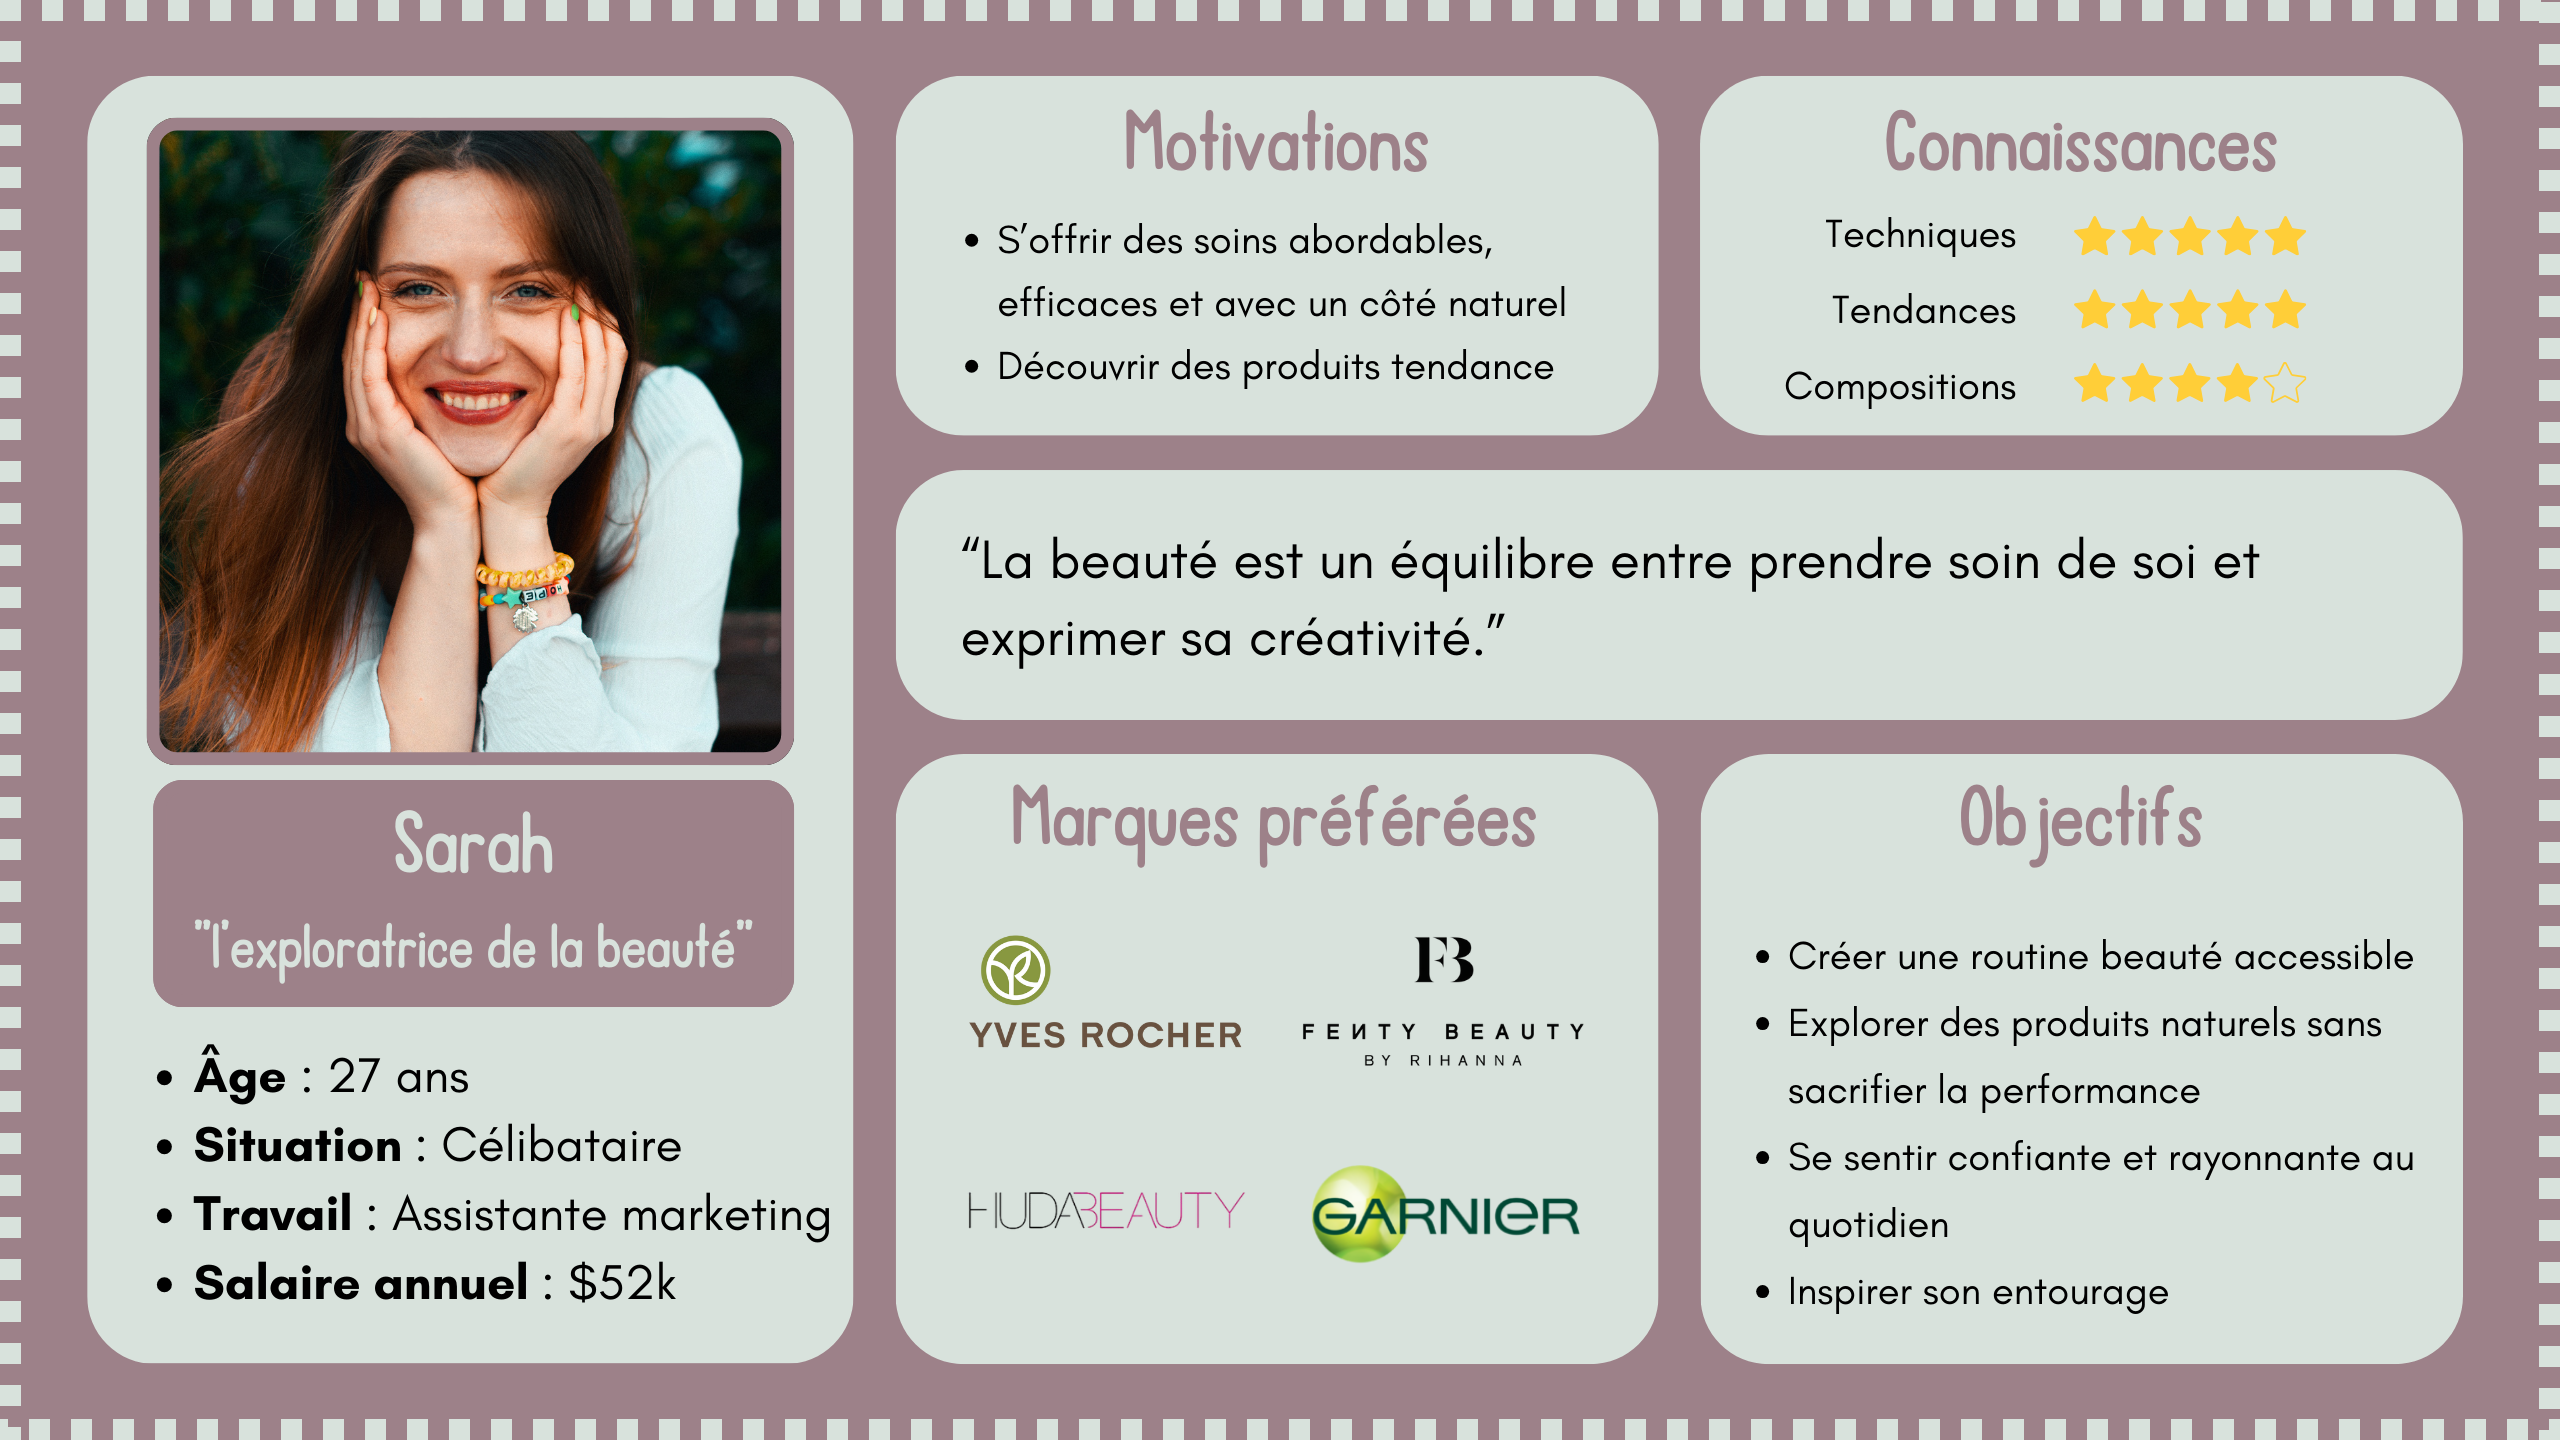 Sarah
"l'exploratrice de la beauté"
Âge : 27 ans
Situation : Célibataire
Travail : Assistante marketing
Salaire annuel : $52k
Motivations
S’offrir des soins abordables,
efficaces et avec un côté naturel
Découvrir des produits tendance
Connaissances
Techniques
Tendances
Compositions
“La beauté est un équilibre entre prendre soin de soi et
exprimer sa créativité.”
Marques préférées
YVES ROCHER
FB
FENTY BEAUTY
BY RIHANNA
HUDABEAUTY
GARNIER
Objectifs
Créer une routine beauté accessible
Explorer des produits naturels sans
sacrifier la performance
Se sentir confiante et rayonnante au
quotidien
Inspirer son entourage